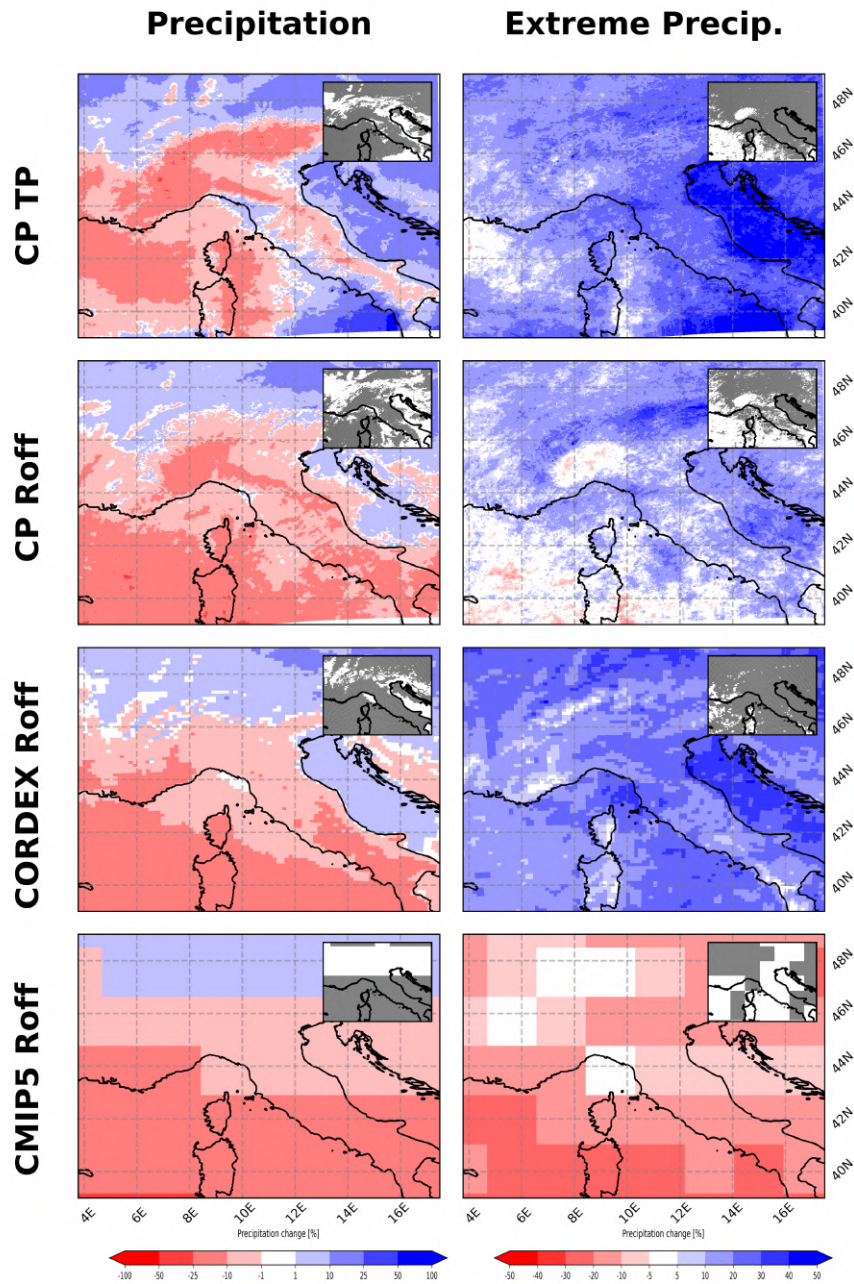 Precipitation Extreme Precip.
CP TP
48N
46N
44N
42N
40N
CP Roff
48N
46N
44N
42N
40N
CORDEX Roff
48N
46N
44N
42N
40N
CMIP5 Roff
48N
46N
44N
42N
40N
4E 6E 8E 10E 12E 14E 16E 4E 6E 8E 10E 12E 14E 16E
Precipitation change [%] Precipitation change [%]
-100 -50 -25 -10 -1 1 10 25 50 100 -50 -40 -30 -20 -10 -5 5 10 20 30 40 50